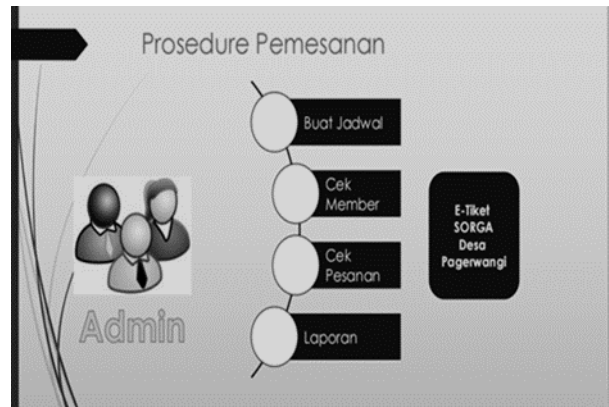 Prosedure Pemesanan
Buat Jadwal
Cek
Member
Cek
Pesanan
Laporan
Admin
E-Tiket
SORGA
Desa
Pagerwangi